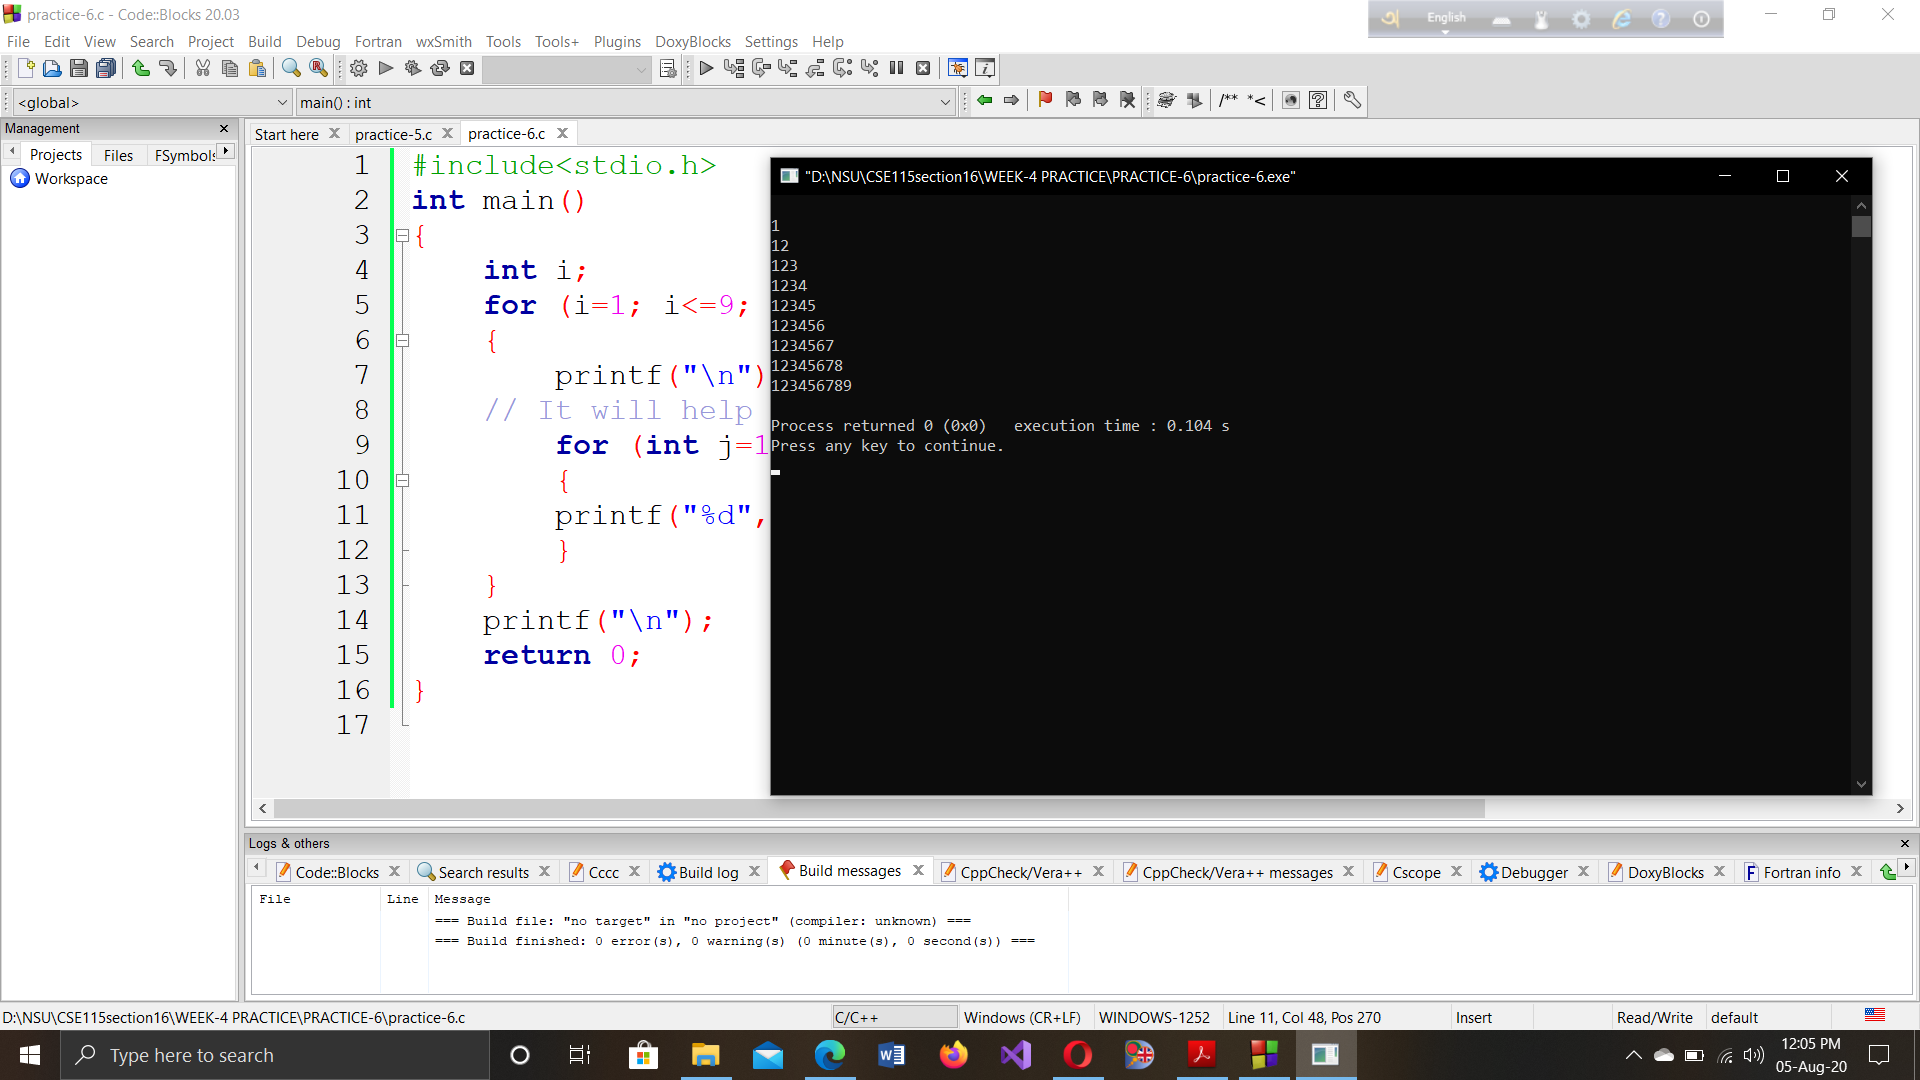 practice-6.c - Code::Blocks 20.03
English
File Edit View Search Project Build Debug Fortran wxSmith Tools Tools+ Plugins DoxyBlocks Settings Help
<global>
main() : int
/** *<
Management
Projects Files FSymbols
Workspace
Start here practice-5.c practice-6.c
1 #include<stdio.h>
2 int main()
3 {
4 int i;
5 for (i=1; i<=9;
6 {
7 printf("\n")
8 // It will help
9 for (int j=1
10 {
11 printf("%d",
12 }
13 }
14 printf("\n");
15 return 0;
16 }
17
"D:\NSU\CSE115section16\WEEK-4 PRACTICE\PRACTICE-6\practice-6.exe"
1
12
123
1234
12345
123456
1234567
12345678
123456789
Process returned 0 (0x0) execution time : 0.104 s
Press any key to continue.
Logs & others
Code::Blocks Search results Cccc Build log Build messages CppCheck/Vera++ CppCheck/Vera++ messages Cscope Debugger DoxyBlocks Fortran info
File Line Message
=== Build file: "no target" in "no project" (compiler: unknown) ===
=== Build finished: 0 error(s), 0 warning(s) (0 minute(s), 0 second(s)) ===
D:\NSU\CSE115section16\WEEK-4 PRACTICE\PRACTICE-6\practice-6.c C/C++ Windows (CR+LF) WINDOWS-1252 Line 11, Col 48, Pos 270 Insert Read/Write default
Type here to search
12:05 PM
05-Aug-20